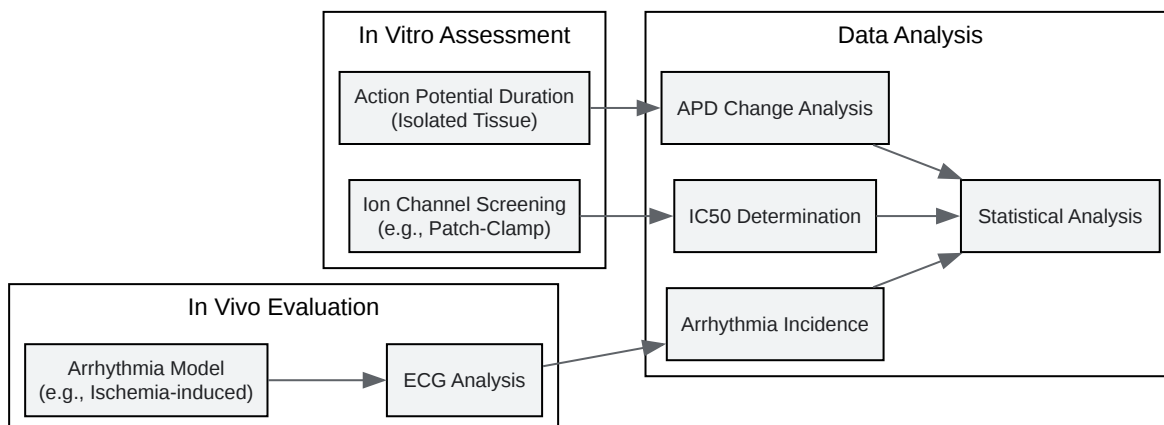 In Vitro Assessment
Action Potential Duration
(Isolated Tissue)
Ion Channel Screening
(e.g., Patch-Clamp)
In Vivo Evaluation
Arrhythmia Model
(e.g., Ischemia-induced)
ECG Analysis
Data Analysis
APD Change Analysis
IC50 Determination
Arrhythmia Incidence
Statistical Analysis